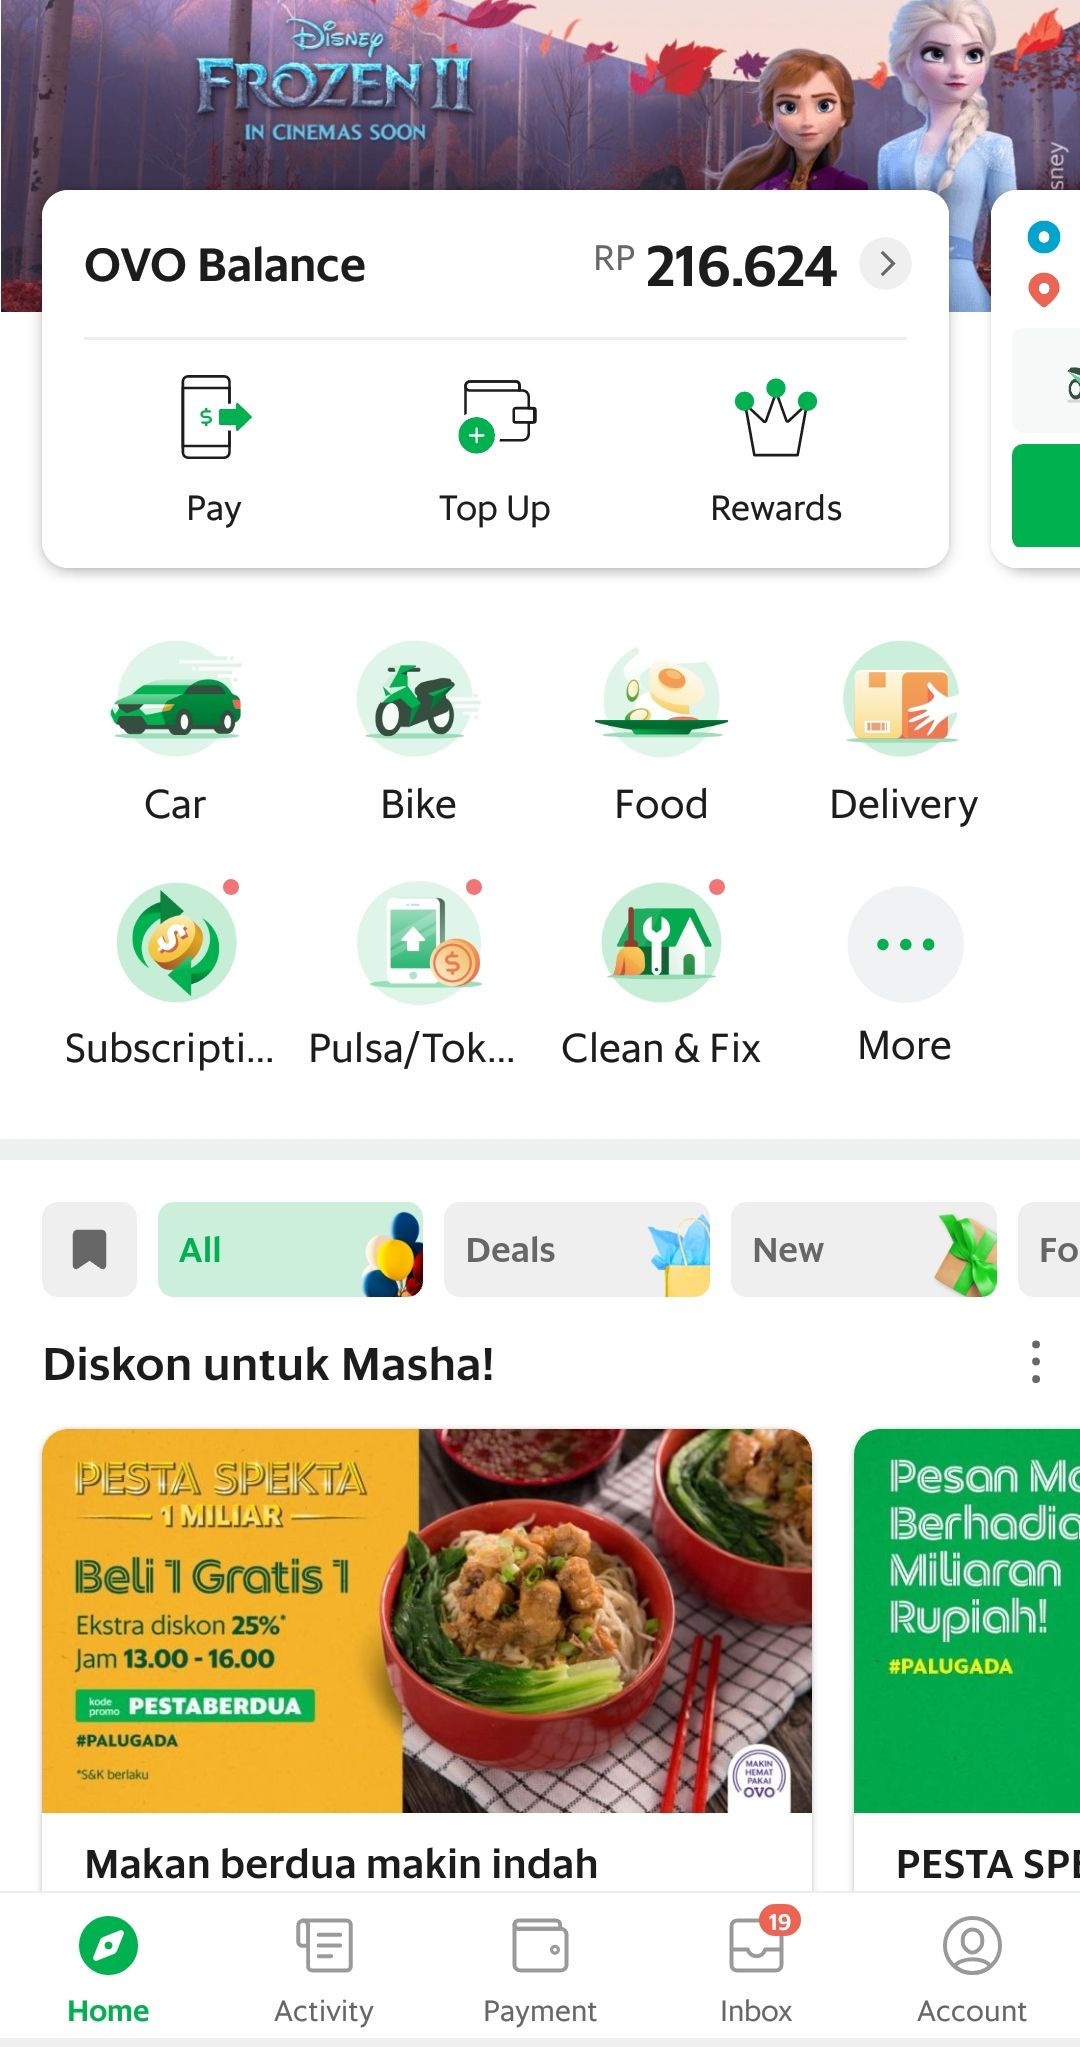 Disney
FROZEN II
IN CINEMAS SOON
sney
OVO Balance
RP 216.624
Pay
Top Up
Rewards
Car
Bike
Food
Delivery
Subscripti...
Pulsa/Tok...
Clean & Fix
More
All
Deals
New
Fo
Diskon untuk Masha!
PESTA SPEKTA
1 MILIAR
Beli 1 Gratis 1
Ekstra diskon 25%*
Jam 13.00 - 16.00
kode
promo PESTABERDUA
#PALUGADA
*S&K berlaku
MAKIN
HEMAT
PAKAI
OVO
Pesan Ma
Berhadia
Miliaran
Rupiah!
#PALUGADA
Makan berdua makin indah
PESTA SPE
Home
Activity
Payment
19
Inbox
Account